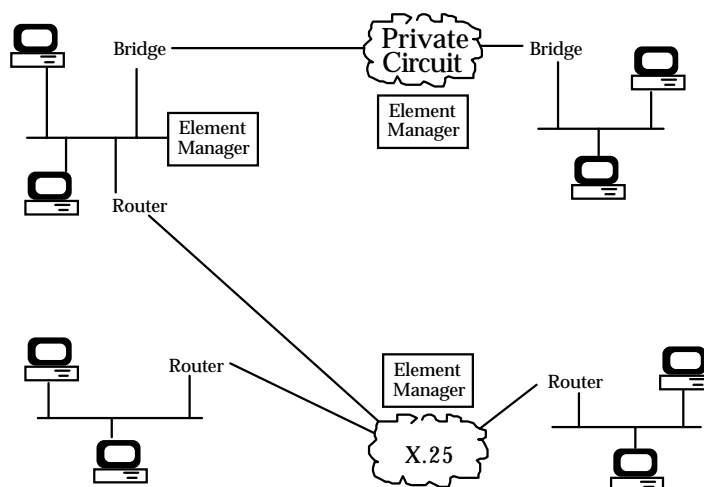 Bridge
Private
Circuit
Bridge
Element
Manager
Element
Manager
Router
Router
Element
Manager
Router
X.25